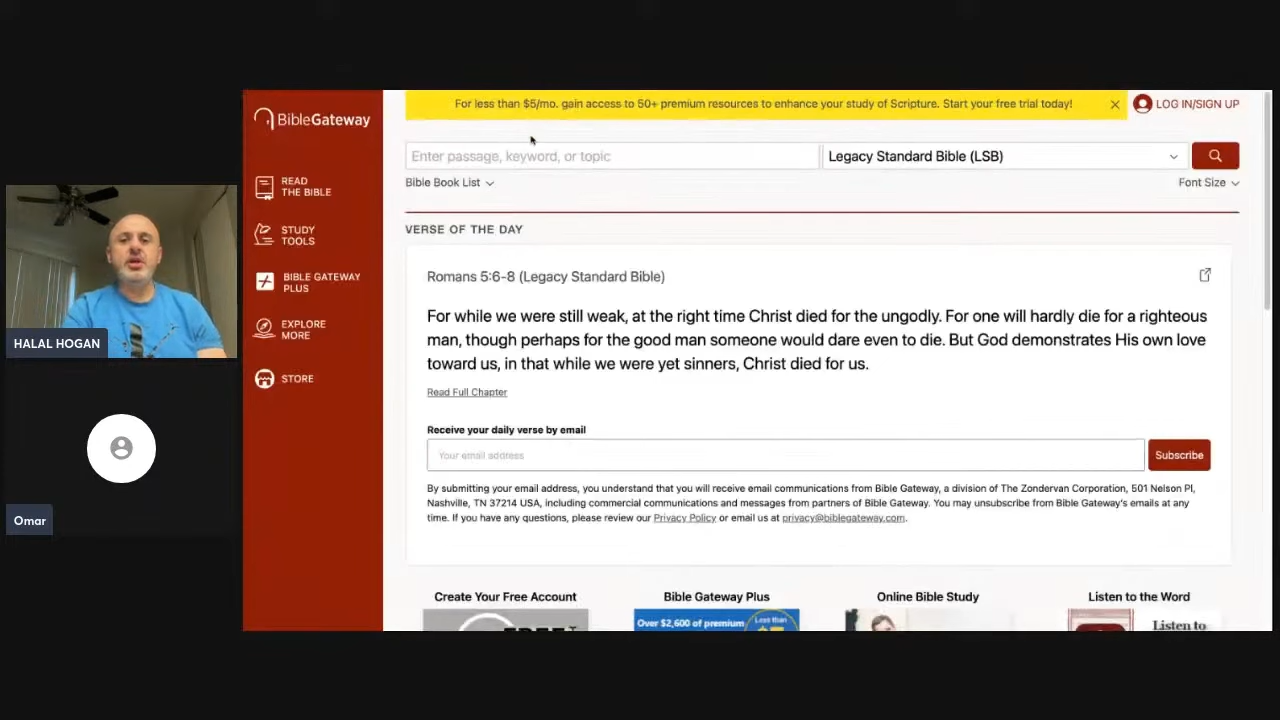 HALAL HOGAN
Omar
BibleGateway
READ
THE BIBLE
STUDY
TOOLS
BIBLE GATEWAY
PLUS
EXPLORE
MORE
STORE
For less than $5/mo. gain access to 50+ premium resources to enhance your study of Scripture. Start your free trial today!
LOG IN/SIGN UP
Enter passage, keyword, or topic
Legacy Standard Bible (LSB)
Bible Book List
Font Size
VERSE OF THE DAY
Romans 5:6-8 (Legacy Standard Bible)
For while we were still weak, at the right time Christ died for the ungodly. For one will hardly die for a righteous
man, though perhaps for the good man someone would dare even to die. But God demonstrates His own love
toward us, in that while we were yet sinners, Christ died for us.
Read Full Chapter
Receive your daily verse by email
Your email address
Subscribe
By submitting your email address, you understand that you will receive email communications from Bible Gateway, a division of The Zondervan Corporation, 501 Nelson Pl,
Nashville, TN 37214 USA, including commercial communications and messages from partners of Bible Gateway. You may unsubscribe from Bible Gateway's emails at any
time. If you have any questions, please review our Privacy Policy or email us at privacy@biblegateway.com.
Create Your Free Account
Bible Gateway Plus
Online Bible Study
Listen to the Word
Over $2,600 of premium
Less than
Listen to